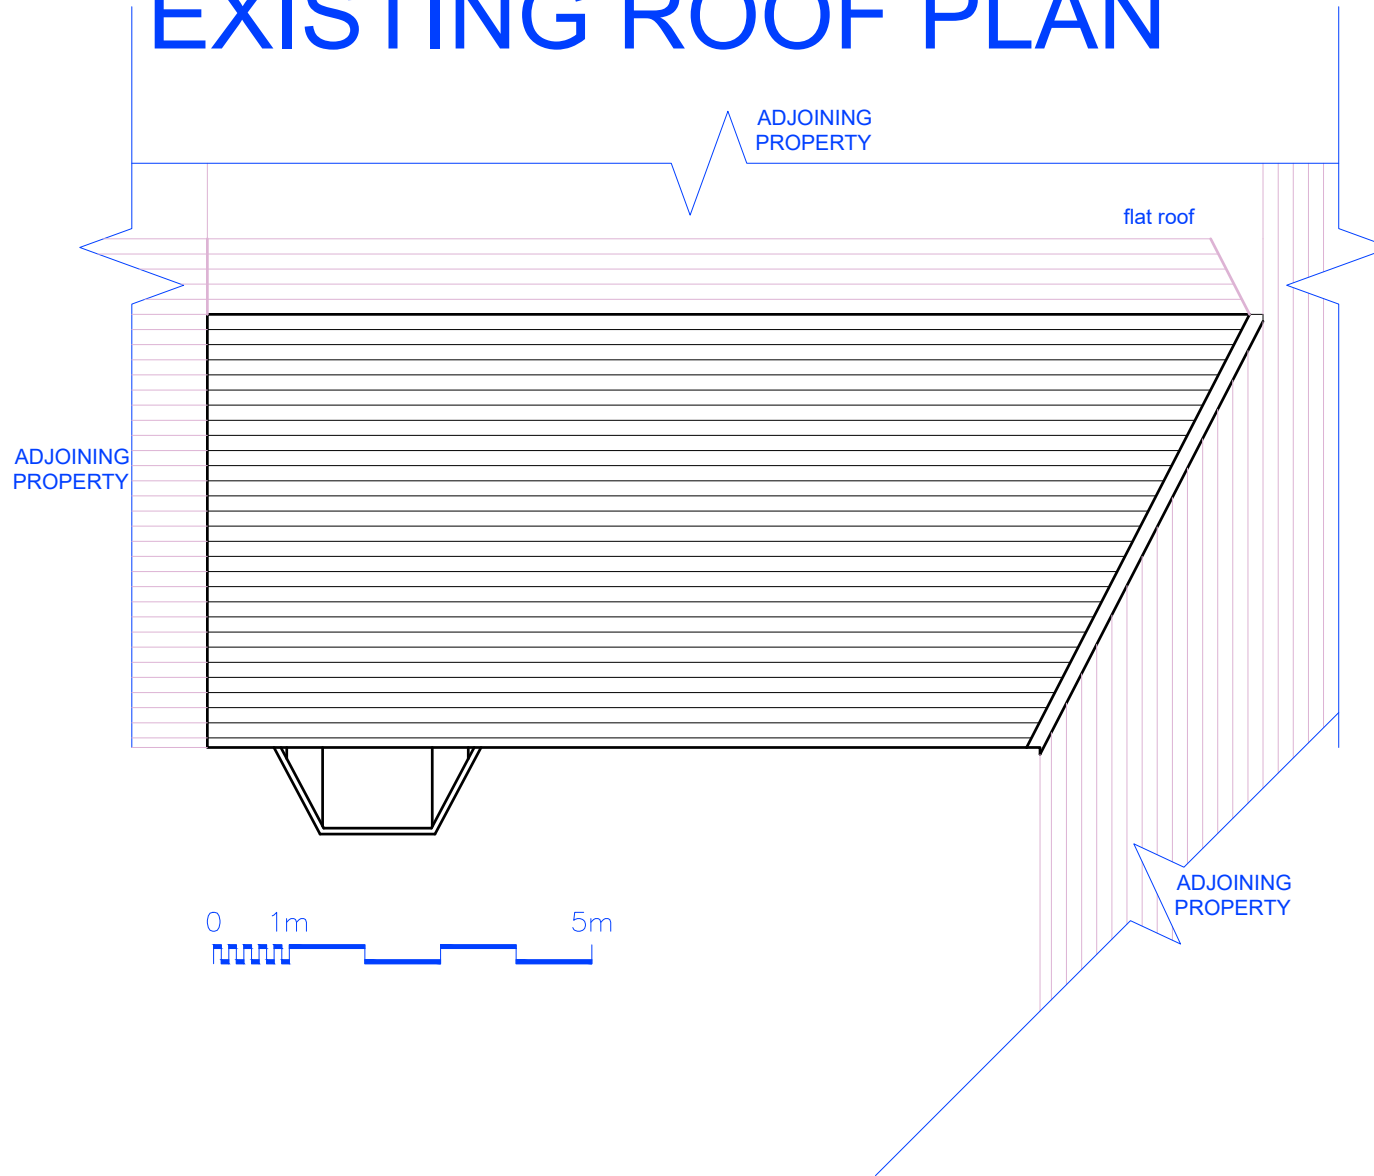 EXISTING ROOF PLAN
ADJOINING
PROPERTY
flat roof
ADJOINING
PROPERTY
ADJOINING
PROPERTY
0 1m 5m